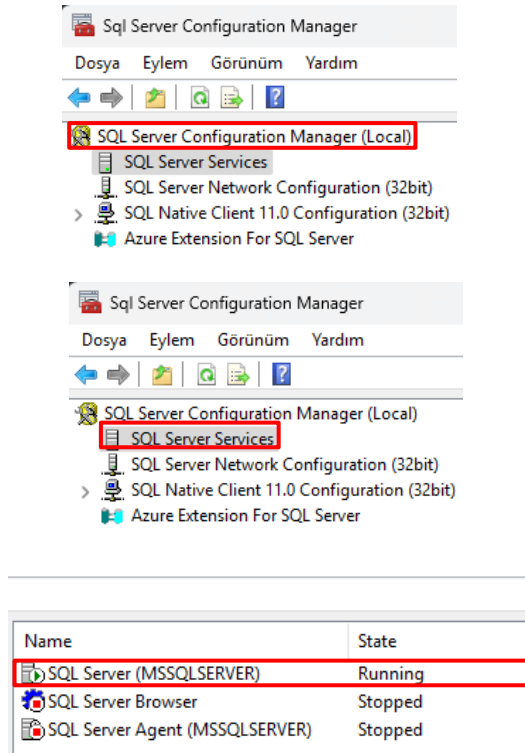 Sql Server Configuration Manager
Dosya Eylem Görünüm Yardım
SQL Server Configuration Manager (Local)
SQL Server Services
SQL Server Network Configuration (32bit)
SQL Native Client 11.0 Configuration (32bit)
Azure Extension For SQL Server
Sql Server Configuration Manager
Dosya Eylem Görünüm Yardım
SQL Server Configuration Manager (Local)
SQL Server Services
SQL Server Network Configuration (32bit)
SQL Native Client 11.0 Configuration (32bit)
Azure Extension For SQL Server
Name State
SQL Server (MSSQLSERVER) Running
SQL Server Browser Stopped
SQL Server Agent (MSSQLSERVER) Stopped